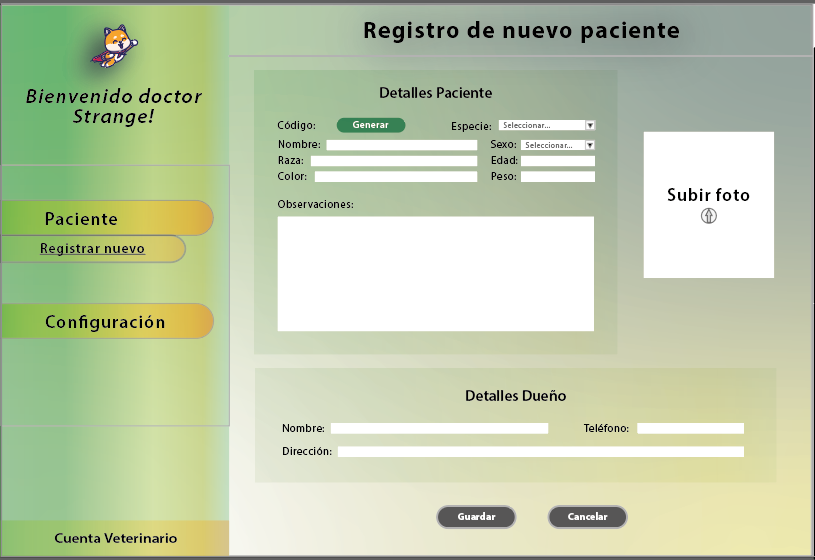 Registro de nuevo paciente
Bienvenido doctor
Strange!
Paciente
Registrar nuevo
Configuración
Cuenta Veterinario
Detalles Paciente
Código: Generar Especie: Seleccionar...
Nombre: Sexo: Seleccionar...
Raza: Edad:
Color: Peso:
Observaciones:
Subir foto
Detalles Dueño
Nombre: Teléfono:
Dirección:
Guardar Cancelar